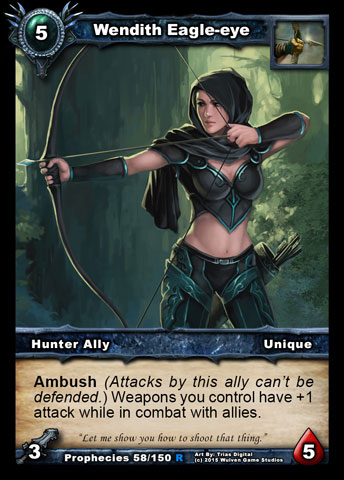 5 Wendith Eagle-eye
Hunter Ally Unique
Ambush (Attacks by this ally can't be
defended.) Weapons you control have +1
attack while in combat with allies.
"Let me show you how to shoot that thing."
3 Prophecies 58/150 R Art By: Trias Digital 5
(c) 2015 Wulven Game Studios